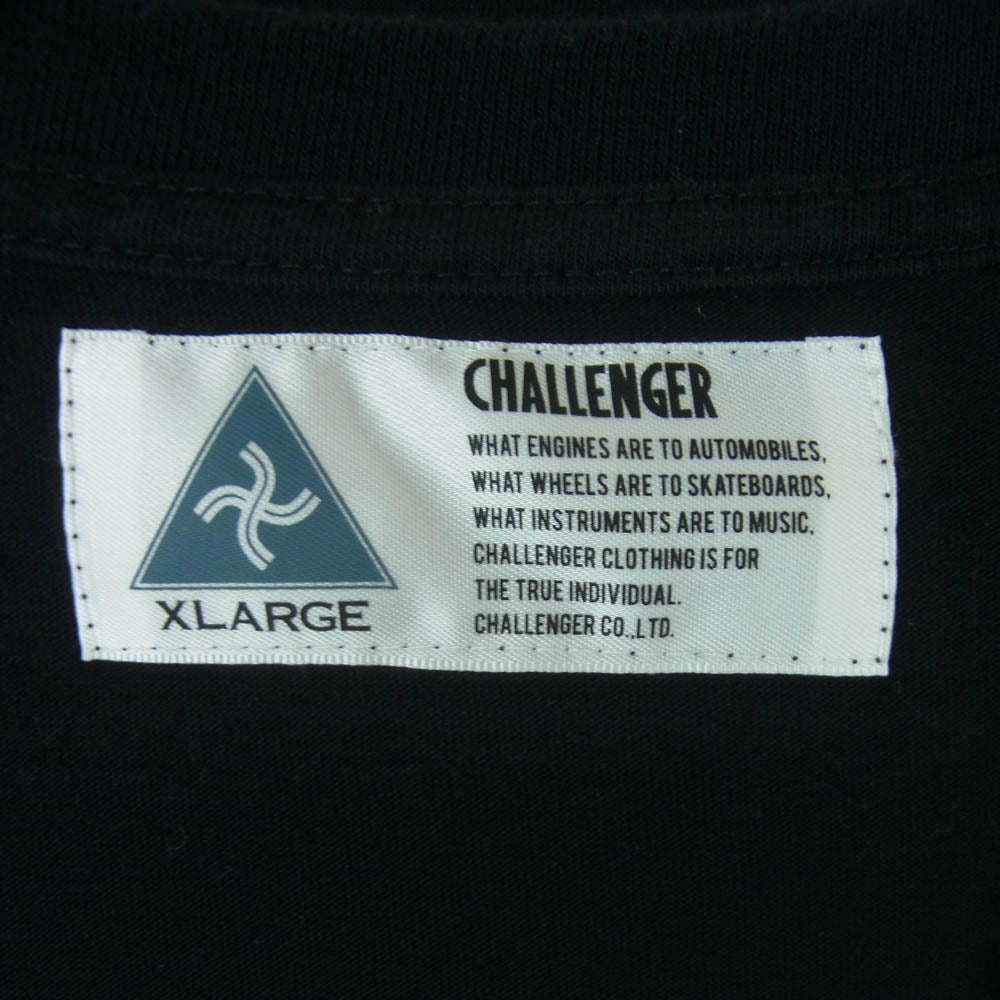 XLARGE
CHALLENGER
WHAT ENGINES ARE TO AUTOMOBILES,
WHAT WHEELS ARE TO SKATEBOARDS,
WHAT INSTRUMENTS ARE TO MUSIC.
CHALLENGER CLOTHING IS FOR
THE TRUE INDIVIDUAL.
CHALLENGER CO.,LTD.